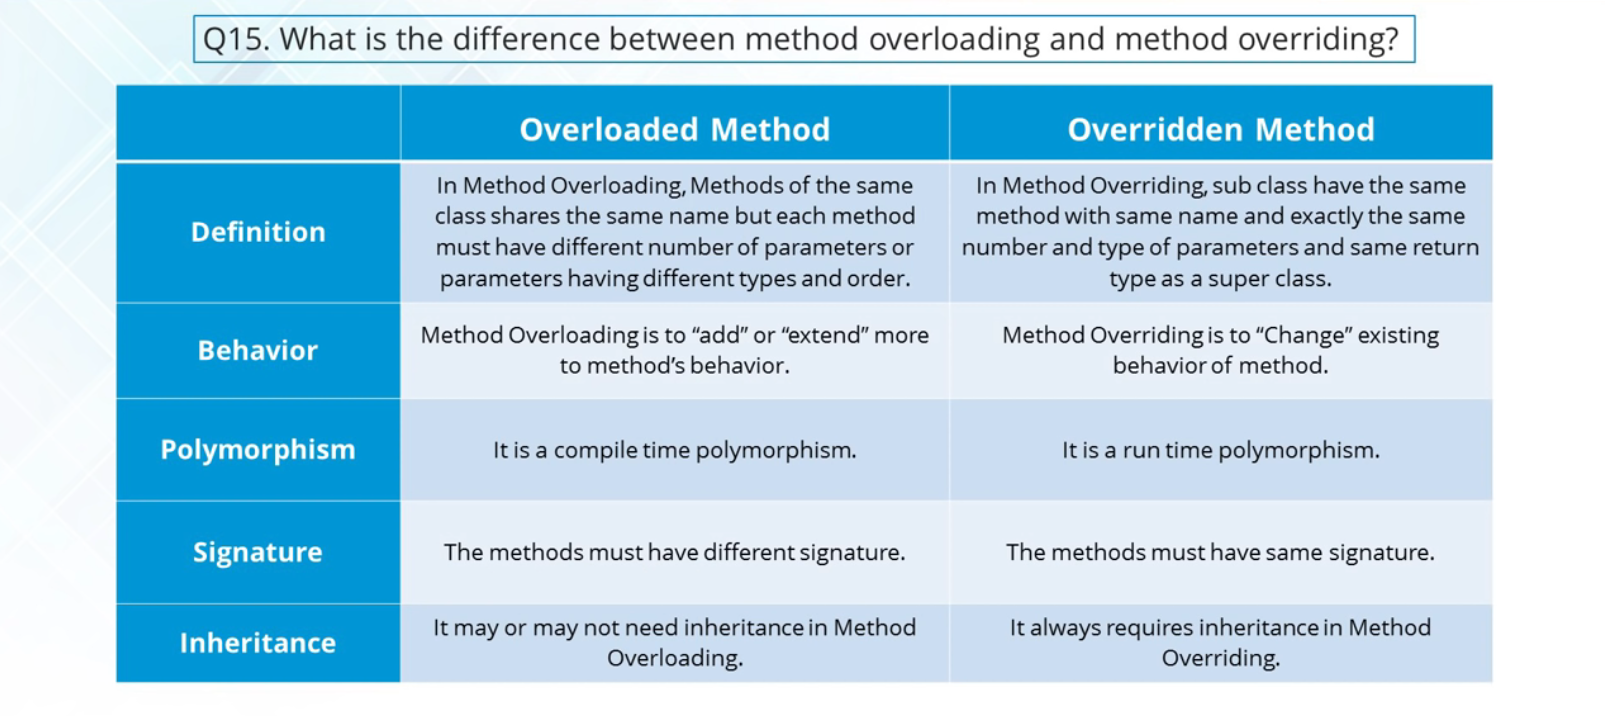 Q15. What is the difference between method overloading and method overriding?
Overloaded Method
Overridden Method
Definition
In Method Overloading, Methods of the same
class shares the same name but each method
must have different number of parameters or
parameters having different types and order.
In Method Overriding, sub class have the same
method with same name and exactly the same
number and type of parameters and same return
type as a super class.
Behavior
Method Overloading is to “add” or “extend” more
to method’s behavior.
Method Overriding is to “Change” existing
behavior of method.
Polymorphism
It is a compile time polymorphism.
It is a run time polymorphism.
Signature
The methods must have different signature.
The methods must have same signature.
Inheritance
It may or may not need inheritance in Method
Overloading.
It always requires inheritance in Method
Overriding.